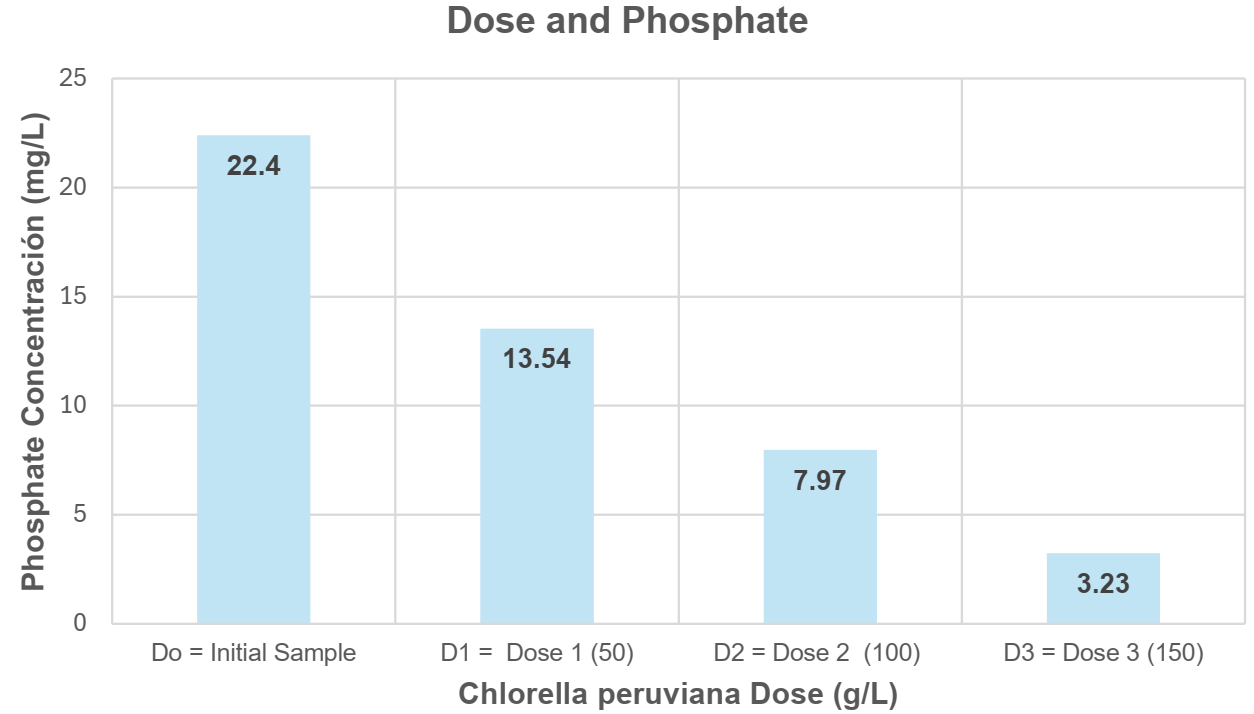 Dose and Phosphate
Phosphate Concentración (mg/L)
25
20
15
10
5
0
22.4
13.54
7.97
3.23
Do = Initial Sample
D1 =  Dose 1 (50)
D2 = Dose 2  (100)
D3 = Dose 3 (150)
Chlorella peruviana Dose (g/L)